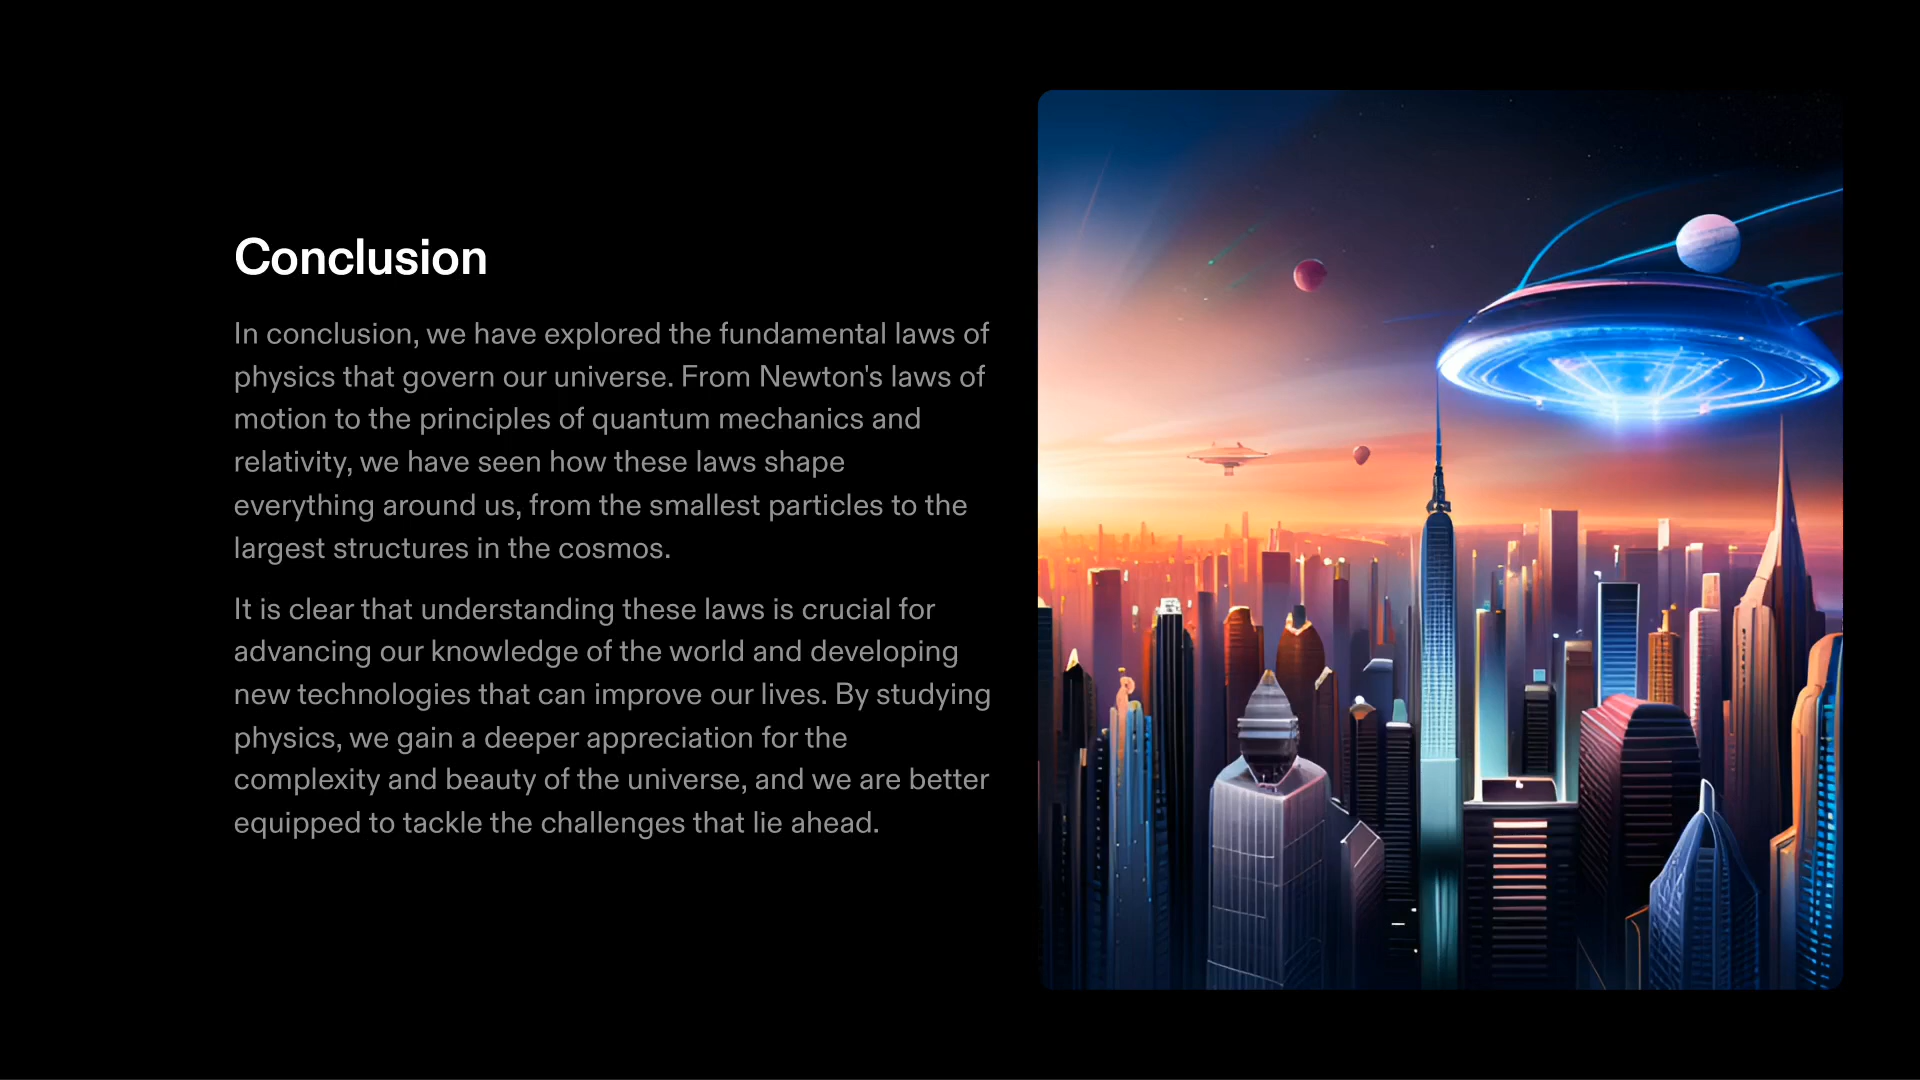 Conclusion
In conclusion, we have explored the fundamental laws of
physics that govern our universe. From Newton's laws of
motion to the principles of quantum mechanics and
relativity, we have seen how these laws shape
everything around us, from the smallest particles to the
largest structures in the cosmos.
It is clear that understanding these laws is crucial for
advancing our knowledge of the world and developing
new technologies that can improve our lives. By studying
physics, we gain a deeper appreciation for the
complexity and beauty of the universe, and we are better
equipped to tackle the challenges that lie ahead.